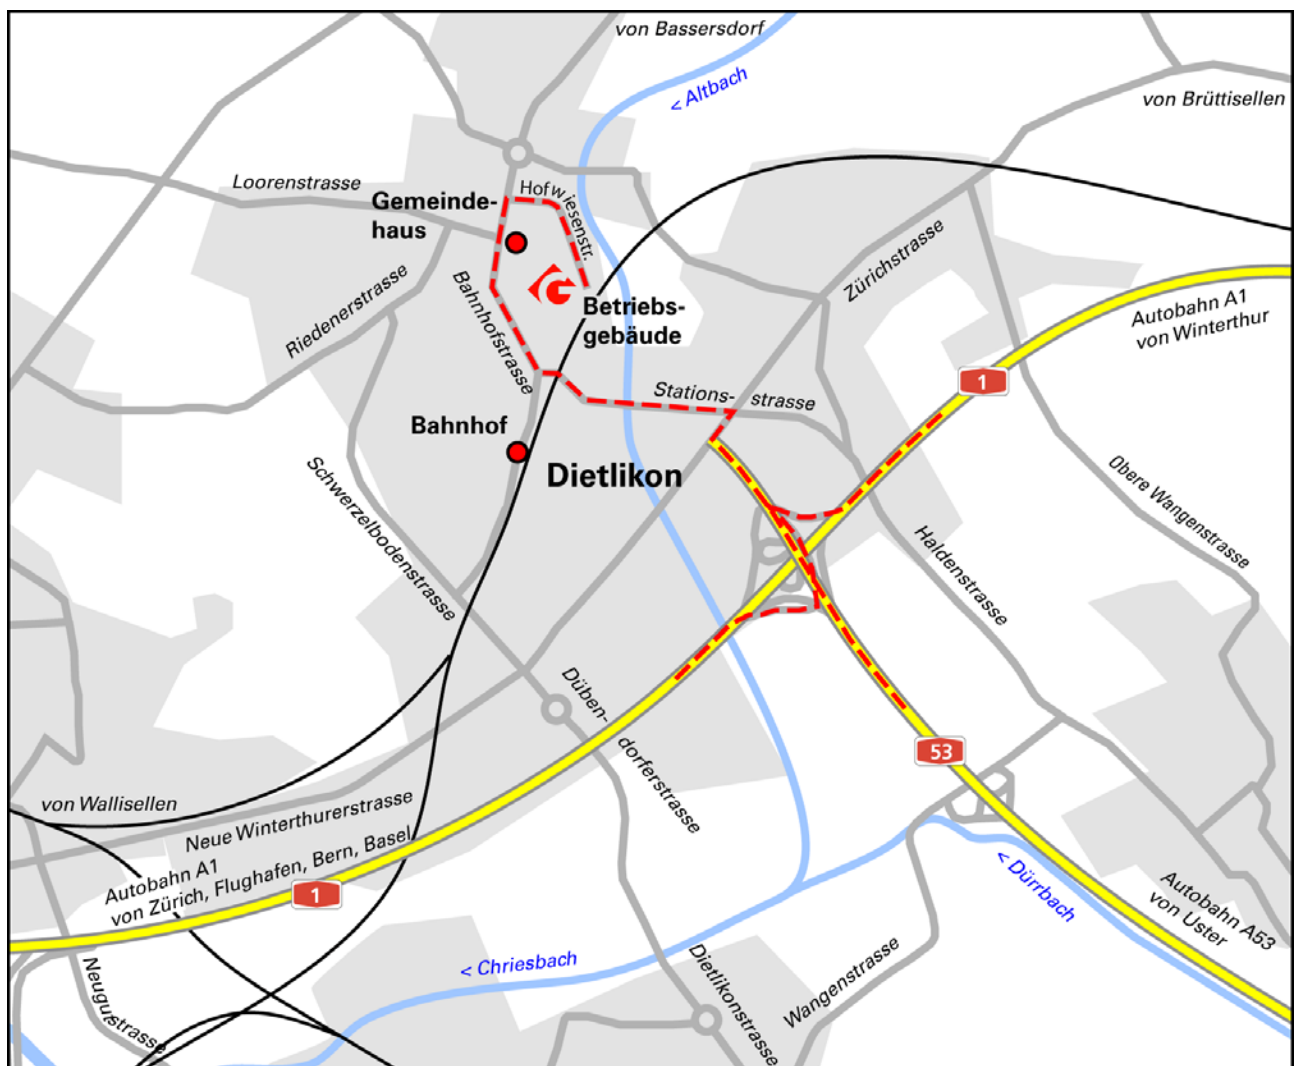 von Bassersdorf
< Altbach
von Brüttisellen
Loorenstrasse
Hofwiesenstr.
Gemeinde-
haus
Zürichstrasse
Riedenerstrasse
Bahnhofstrasse
Betriebs-
gebäude
Autobahn A1
von Winterthur
1
Stations-
strasse
Bahnhof
Dietlikon
Schwerzelbodenstrasse
Obere Wangenstrasse
Haldenstrasse
Düben-
dorferstrasse
53
von Wallisellen
Neue Winterthurerstrasse
Autobahn A1
von Zürich, Flughafen, Bern, Basel
1
< Dürrbach
Autobahn A53
von Uster
< Chriesbach
Neugutstrasse
Dietlikonstrasse
Wangenstrasse